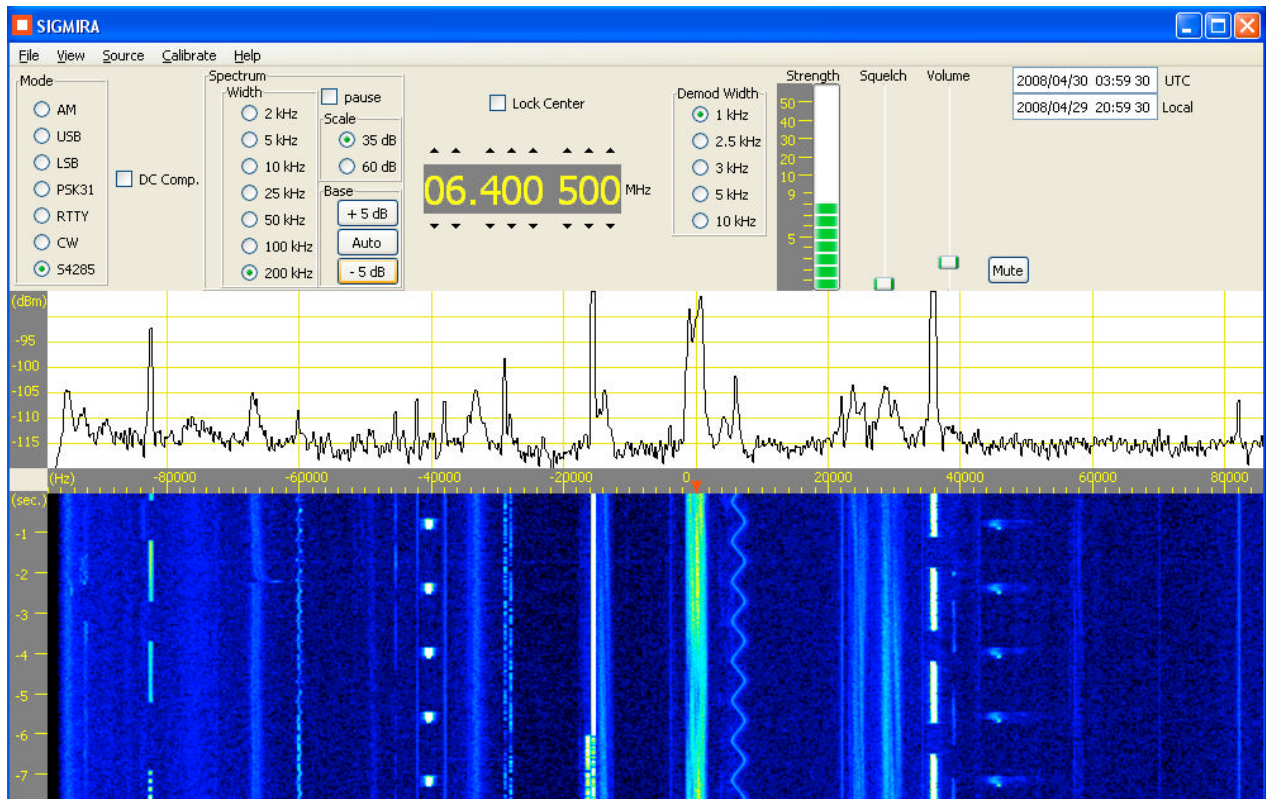 SIGMIRA
File View Source Calibrate Help
Mode
AM
USB
LSB
PSK31
RTTY
CW
S4285
DC Comp.
Spectrum
Width
2 kHz
5 kHz
10 kHz
25 kHz
50 kHz
100 kHz
200 kHz
pause
Scale
35 dB
60 dB
Base
+ 5 dB
Auto
- 5 dB
Lock Center
06.400 500 MHz
Demod Width
1 kHz
2.5 kHz
3 kHz
5 kHz
10 kHz
Strength Squelch Volume
50
40
30
20
10
9
5
Mute
2008/04/30 03:59 30 UTC
2008/04/29 20:59 30 Local
(dBm)
-95
-100
-105
-110
-115
(Hz) -80000 -60000 -40000 -20000 0 20000 40000 60000 80000
(sec.)
-1
-2
-3
-4
-5
-6
-7